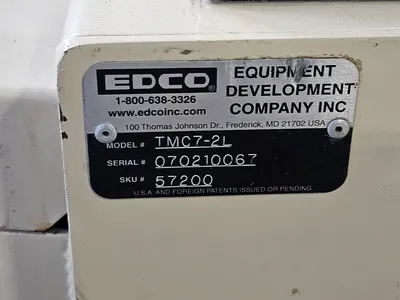 EDCO® EQUIPMENT
1-800-638-3326 DEVELOPMENT
www.edcoinc.com COMPANY INC
100 Thomas Johnson Dr., Frederick, MD 21702 USA
MODEL # TMC7-2L
SERIAL # 070210067
SKU # 57200
U.S.A. AND FOREIGN PATENTS ISSUED OR PENDING